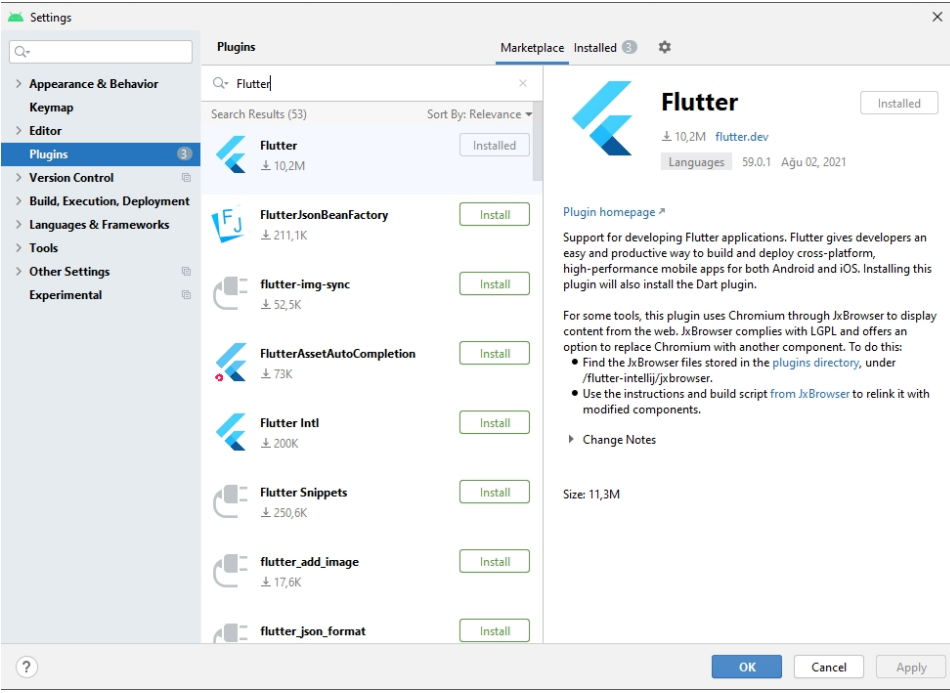 Settings
Plugins
Marketplace
Installed 3
Appearance & Behavior
Keymap
Editor
Plugins 3
Version Control
Build, Execution, Deployment
Languages & Frameworks
Tools
Other Settings
Experimental
Flutter
Search Results (53)
Sort By: Relevance
Flutter
10,2M
Installed
FlutterJsonBeanFactory
211,1K
Install
flutter-img-sync
52,5K
Install
FlutterAssetAutoCompletion
73K
Install
Flutter Intl
200K
Install
Flutter Snippets
250,6K
Install
flutter_add_image
17,6K
Install
flutter_json_format
Install
Flutter
Installed
10,2M flutter.dev
Languages 59.0.1 Ağu 02, 2021
Plugin homepage
Support for developing Flutter applications. Flutter gives developers an
easy and productive way to build and deploy cross-platform,
high-performance mobile apps for both Android and iOS. Installing this
plugin will also install the Dart plugin.
For some tools, this plugin uses Chromium through JxBrowser to display
content from the web. JxBrowser complies with LGPL and offers an
option to replace Chromium with another component. To do this:
• Find the JxBrowser files stored in the plugins directory, under
/flutter-intellij/jxbrowser.
• Use the instructions and build script from JxBrowser to relink it with
modified components.
Change Notes
Size: 11,3M
?
OK
Cancel
Apply